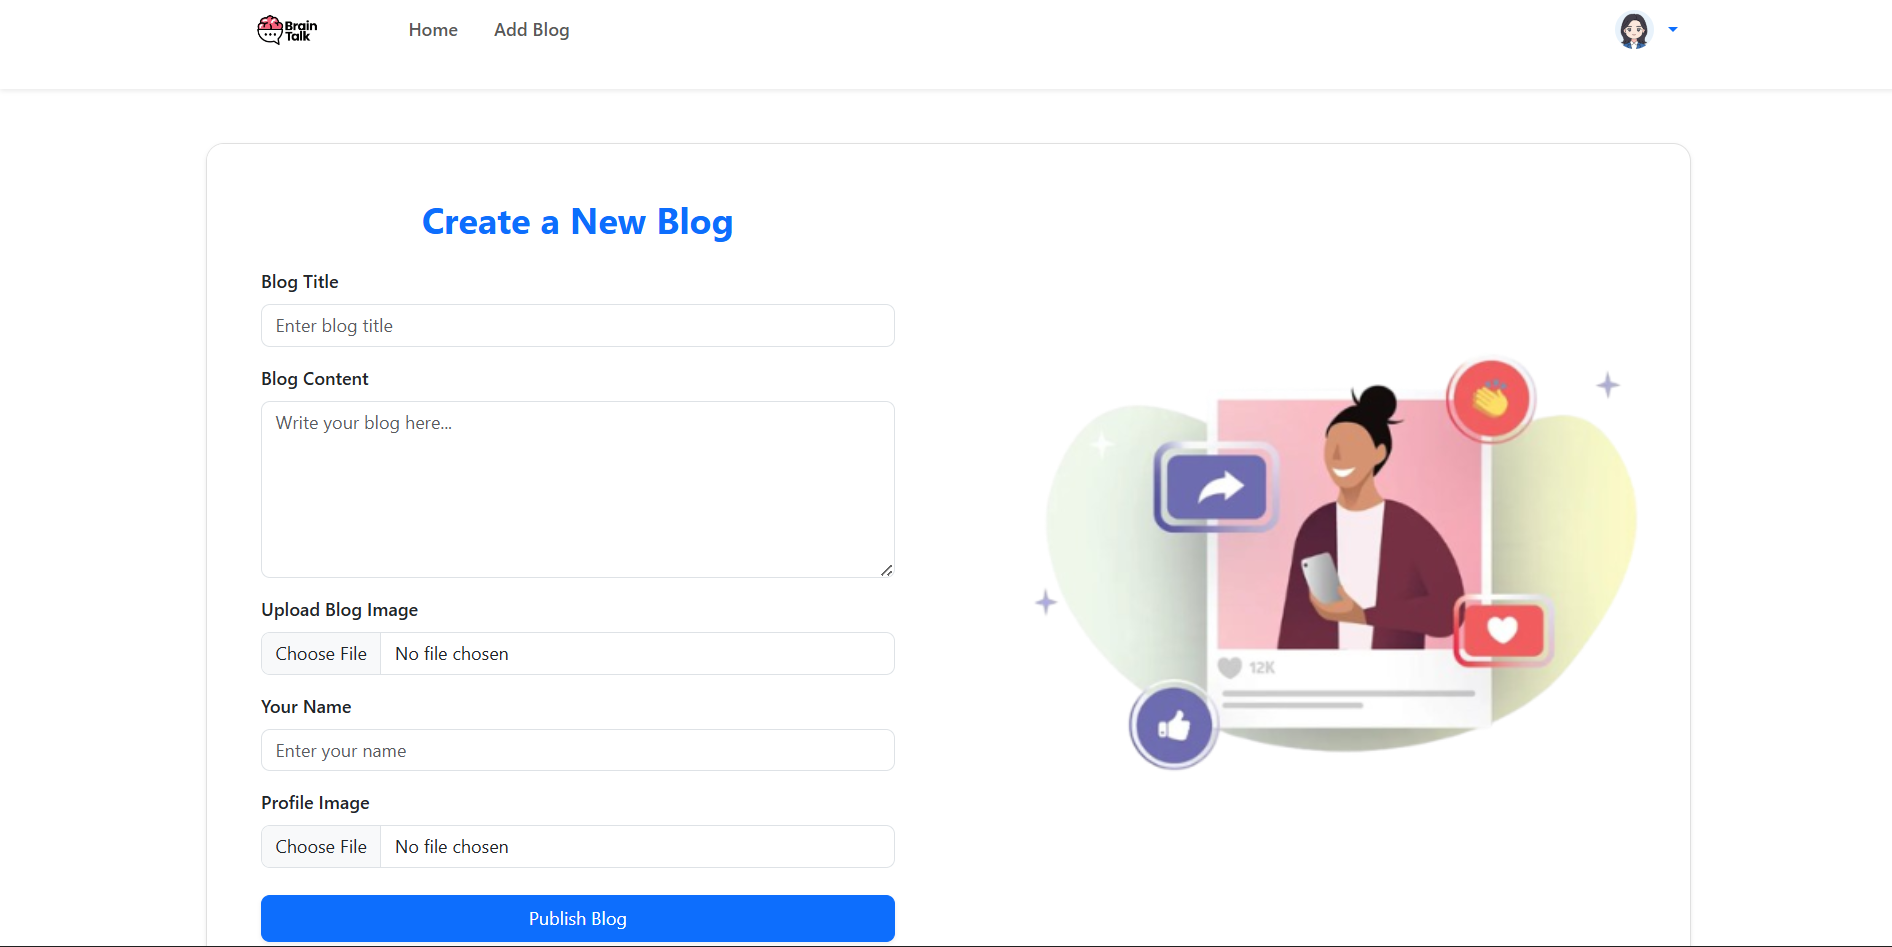 Brain
Talk
Home
Add Blog
Create a New Blog
Blog Title
Enter blog title
Blog Content
Write your blog here...
Upload Blog Image
Choose File No file chosen
Your Name
Enter your name
Profile Image
Choose File No file chosen
Publish Blog
12K